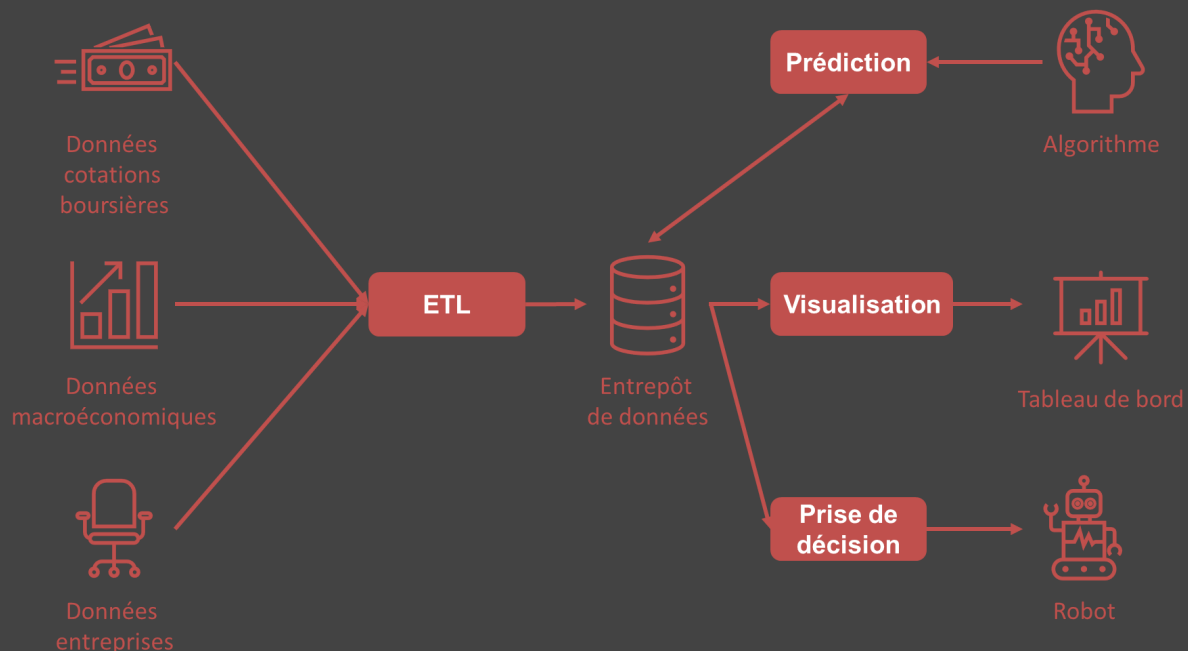 Données
cotations
boursières
Données
macroéconomiques
Données
entreprises
ETL
Entrepôt
de données
Prédiction
Algorithme
Visualisation
Tableau de bord
Prise de
décision
Robot